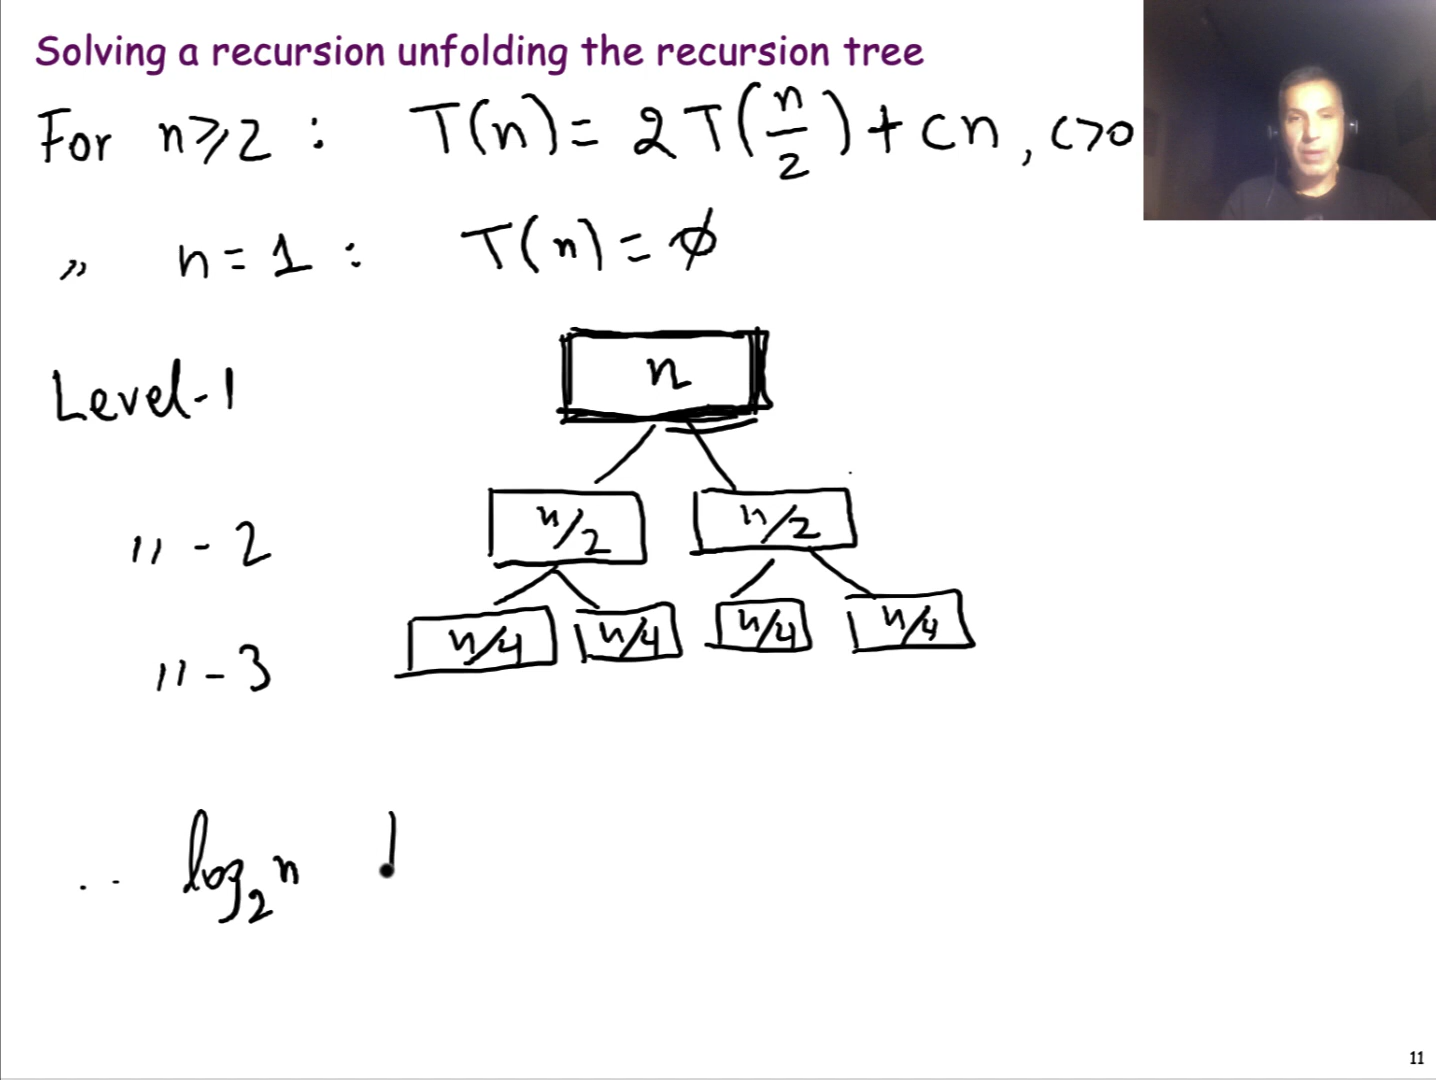 Solving a recursion unfolding the recursion tree
For n≥2 : T(n) = 2T(n/2) + cn, c>0
" n=1 : T(n) = ∅
Level-1 n
" - 2 n/2 n/2
" - 3 n/4 n/4 n/4 n/4
.. log₂n
11